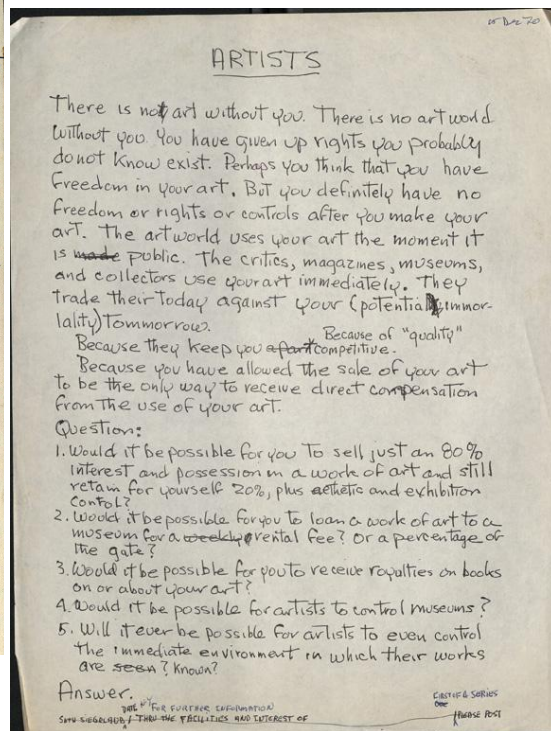 15 Dec 70
ARTISTS
There is not art without you. There is no art world
without you. You have given up rights you probably
do not know exist. Perhaps you think that you have
freedom in your art. But you definitely have no
freedom or rights or controls after you make your
art. The art world uses your art the moment it
is made public. The critics, magazines, museums,
and collectors use your art immediately. They
trade their today against your (potential immor-
lality) Tommorrow.
Because of "quality"
Because they keep you apart competitive.
Because you have allowed the sale of your art
to be the only way to receive direct compensation
from the use of your art.
Question:
1. Would it be possible for you to sell just an 80%
interest and possession in a work of art and still
retain for yourself 20%, plus aethetic and exhibition
control?
2. Would it be possible for you to loan a work of art to a
museum for a weekly rental fee? Or a percentage of
the gate?
3. Would it be possible for you to receive royalties on books
on or about your art?
4. Would it be possible for artists to control museums?
5. Will it ever be possible for artists to even control
the immediate environment in which their works
are seen? Known?
Answer.
FOR FURTHER INFORMATION
SETH SIEGELAUB / THRU THE FACILITIES AND INTEREST OF
FIRST OF A SERIES
PLEASE POST